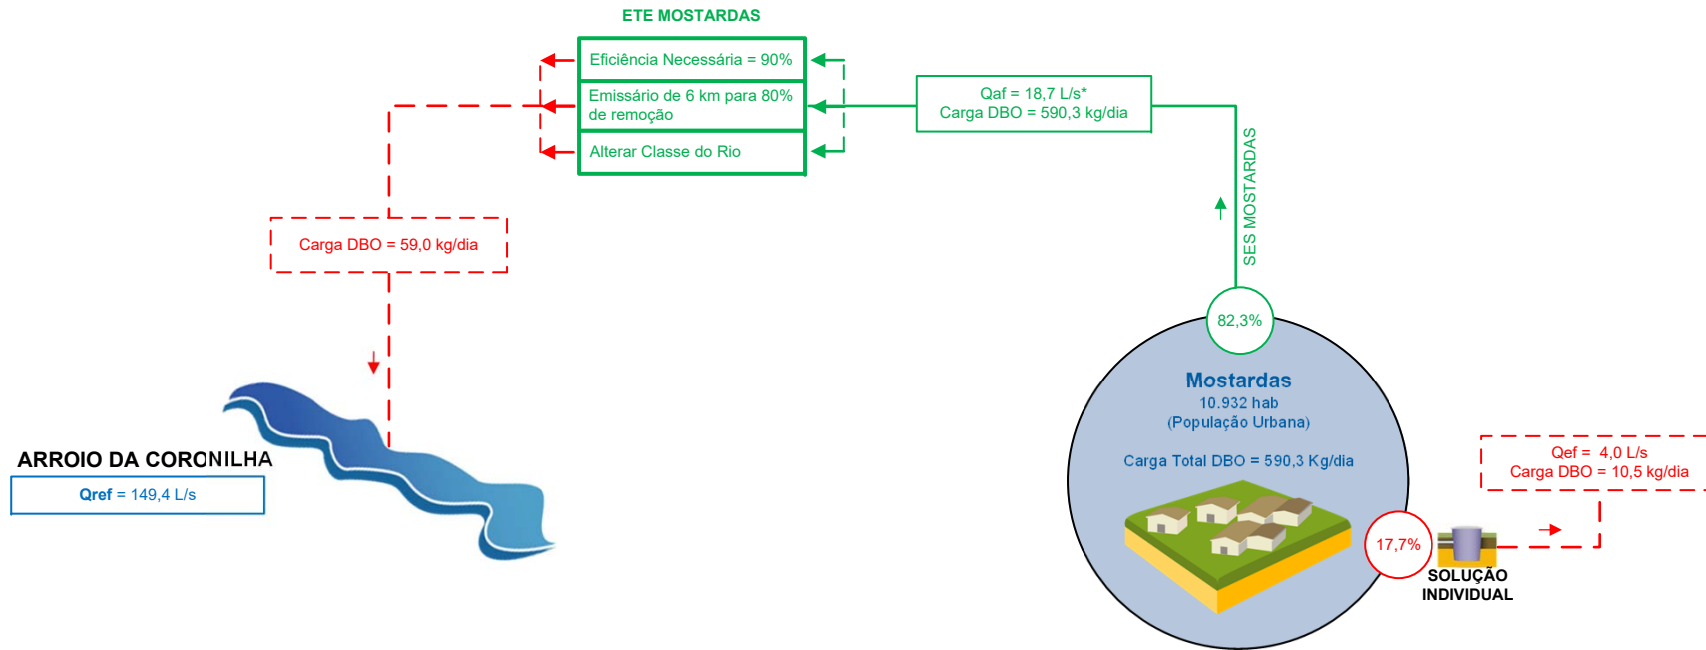 ETE MOSTARDAS
Eficiência Necessária = 90%
Emissário de 6 km para 80%
de remoção
Alterar Classe do Rio
Qaf = 18,7 L/s*
Carga DBO = 590,3 kg/dia
SES MOSTARDAS
Carga DBO = 59,0 kg/dia
82,3%
Mostardas
10.932 hab
(População Urbana)
Carga Total DBO = 590,3 Kg/dia
ARROIO DA CORONILHA
Qref = 149,4 L/s
Qef = 4,0 L/s
Carga DBO = 10,5 kg/dia
17,7%
SOLUÇÃO
INDIVIDUAL